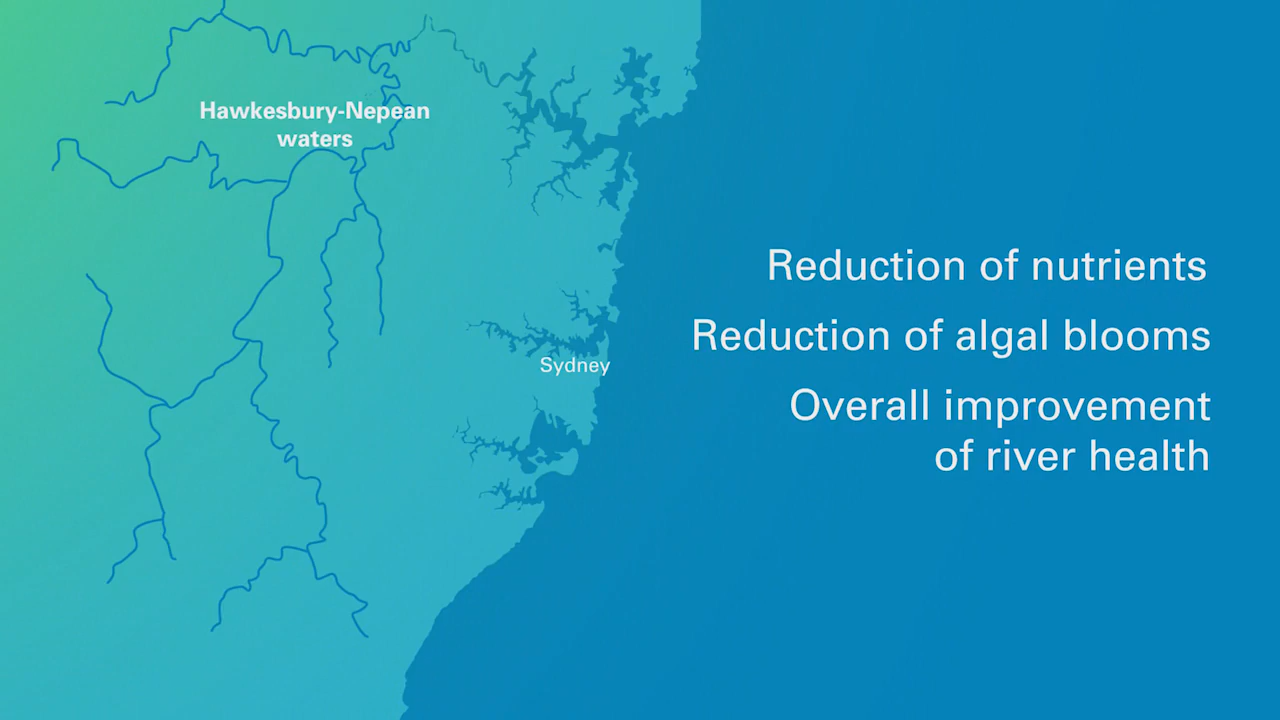 Hawkesbury-Nepean
waters
Reduction of nutrients
Reduction of algal blooms
Sydney
Overall improvement
of river health